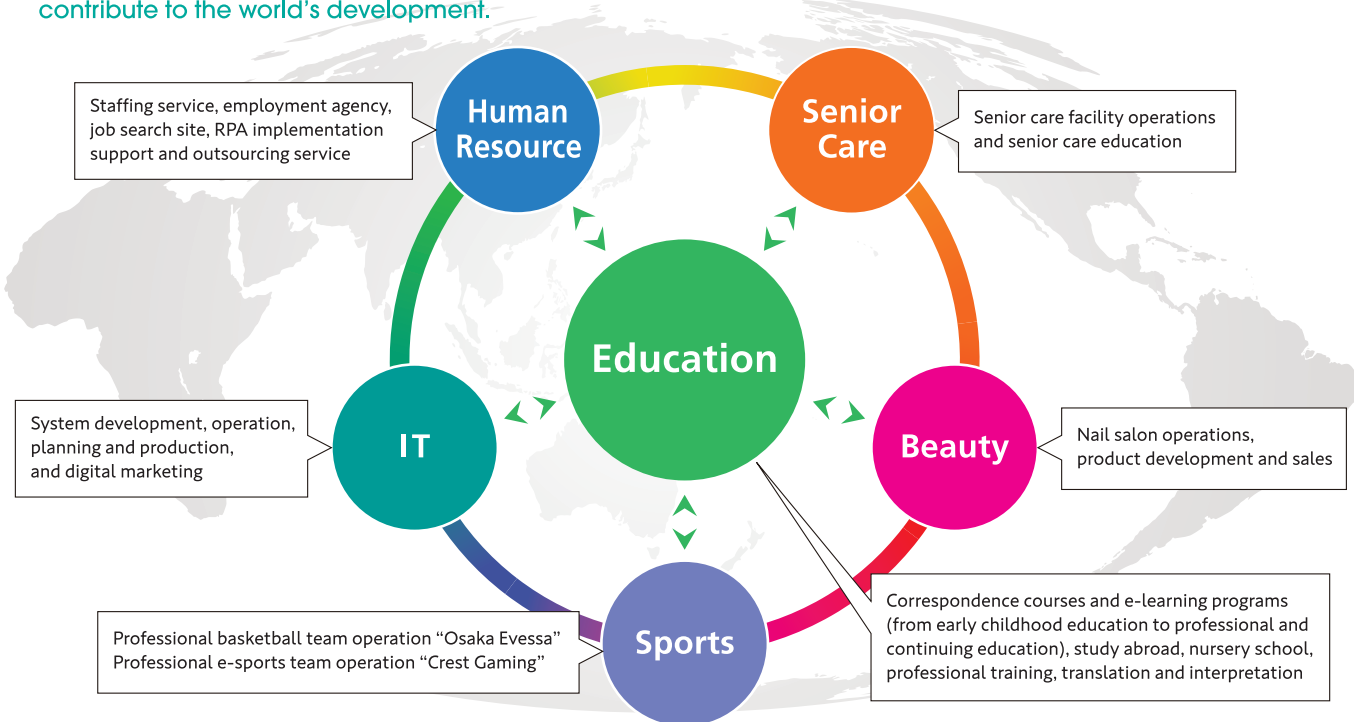 contribute to the world's development.
Human
Resource
Staffing service, employment agency,
job search site, RPA implementation
support and outsourcing service
Senior
Care
Senior care facility operations
and senior care education
Education
IT
System development, operation,
planning and production,
and digital marketing
Beauty
Nail salon operations,
product development and sales
Sports
Professional basketball team operation “Osaka Evessa”
Professional e-sports team operation “Crest Gaming”
Correspondence courses and e-learning programs
(from early childhood education to professional and
continuing education), study abroad, nursery school,
professional training, translation and interpretation